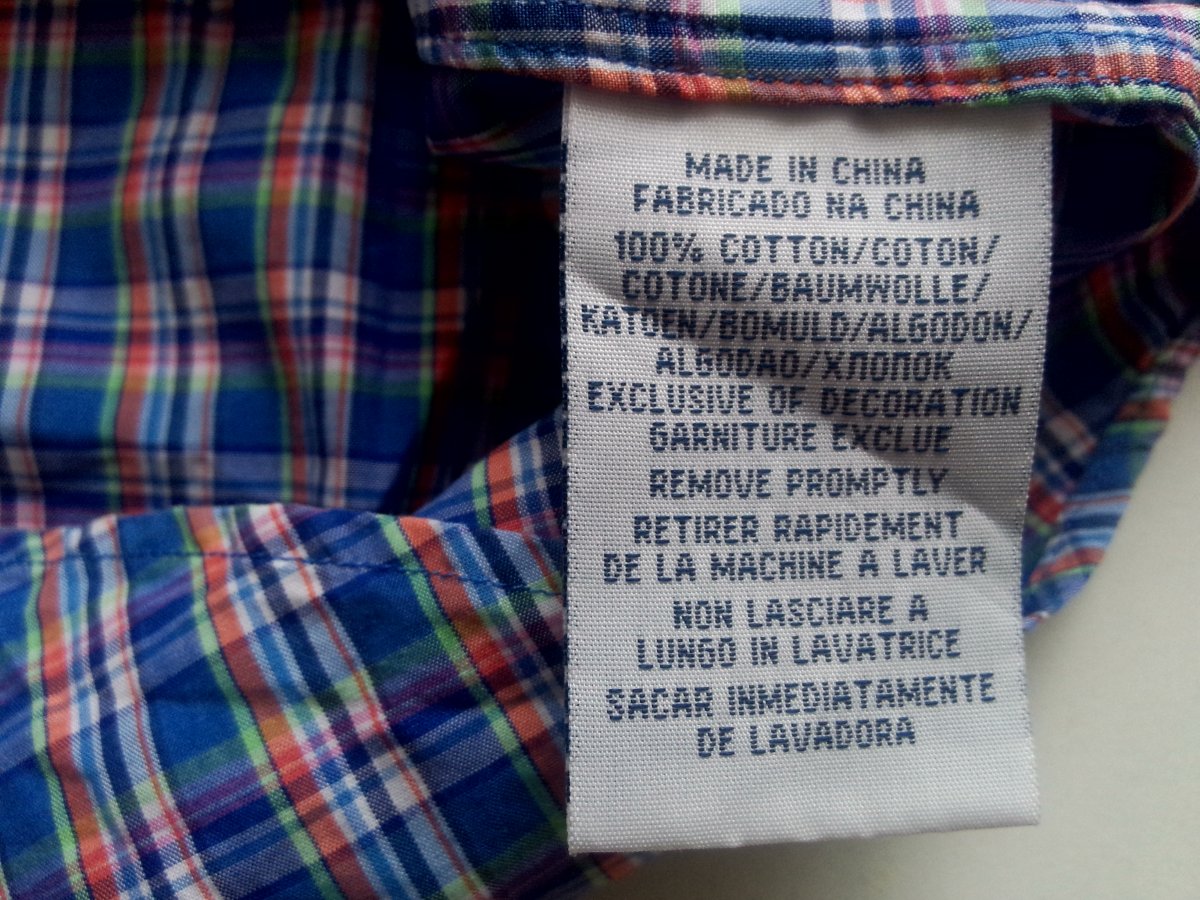 MADE IN CHINA
FABRICADO NA CHINA
100% COTTON/COTON/
COTONE/BAUMWOLLE/
KATOEN/BOMULD/ALGODON/
ALGODAO/ХЛОПОК
EXCLUSIVE OF DECORATION
GARNITURE EXCLUE
REMOVE PROMPTLY
RETIRER RAPIDEMENT
DE LA MACHINE A LAVER
NON LASCIARE A
LUNGO IN LAVATRICE
SACAR INMEDIATAMENTE
DE LAVADORA